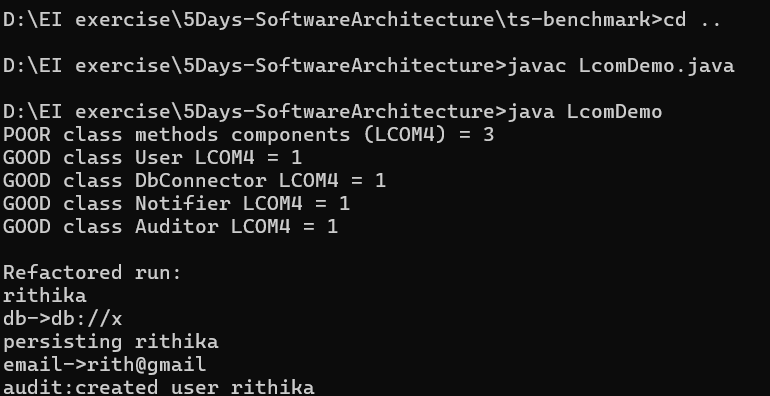 D:\EI exercise\5Days-SoftwareArchitecture\ts-benchmark>cd ..
D:\EI exercise\5Days-SoftwareArchitecture>javac LcomDemo.java
D:\EI exercise\5Days-SoftwareArchitecture>java LcomDemo
POOR class methods components (LCOM4) = 3
GOOD class User LCOM4 = 1
GOOD class DbConnector LCOM4 = 1
GOOD class Notifier LCOM4 = 1
GOOD class Auditor LCOM4 = 1
Refactored run:
rithika
db->db://x
persisting rithika
email->rith@gmail
audit:created user rithika